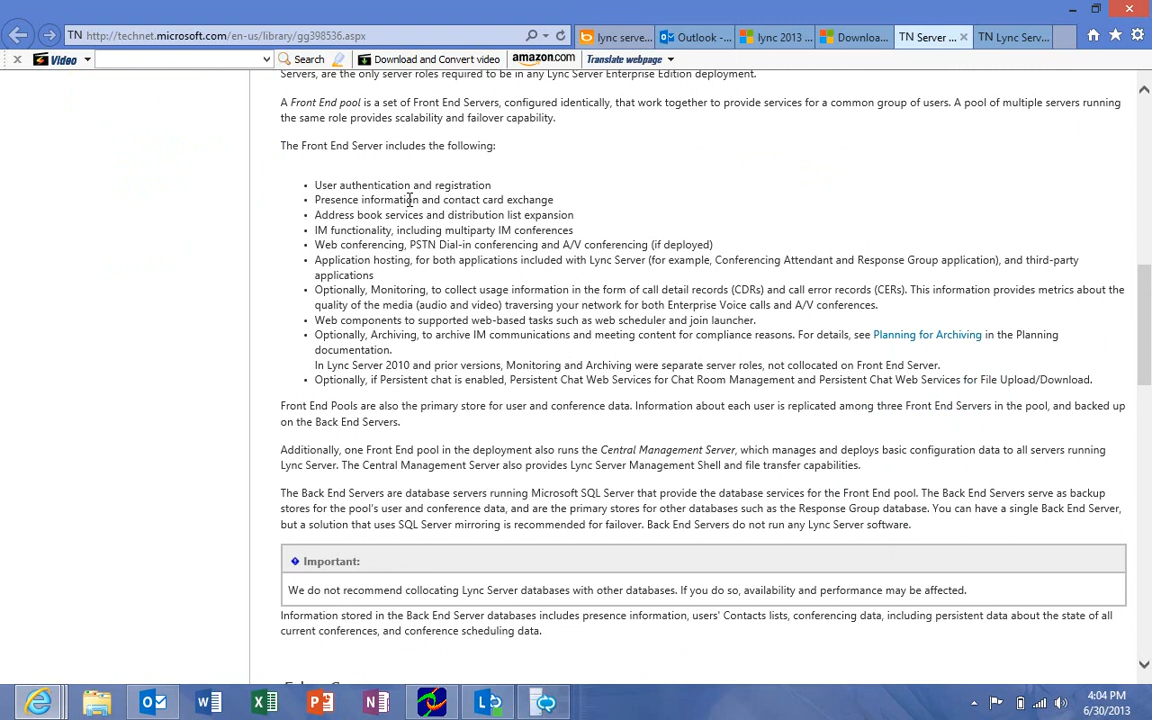 TN http://technet.microsoft.com/en-us/library/gg398536.aspx
lync serve...
Outlook -...
lync 2013 ...
Downloa...
TN Server ...
TN Lync Serv...
Video
Search
Download and Convert video
amazon.com
Translate webpage
Servers, are the only server roles required to be in any Lync Server Enterprise Edition deployment.
A Front End pool is a set of Front End Servers, configured identically, that work together to provide services for a common group of users. A pool of multiple servers running
the same role provides scalability and failover capability.
The Front End Server includes the following:
• User authentication and registration
• Presence information and contact card exchange
• Address book services and distribution list expansion
• IM functionality, including multiparty IM conferences
• Web conferencing, PSTN Dial-in conferencing and A/V conferencing (if deployed)
• Application hosting, for both applications included with Lync Server (for example, Conferencing Attendant and Response Group application), and third-party
applications
• Optionally, Monitoring, to collect usage information in the form of call detail records (CDRs) and call error records (CERs). This information provides metrics about the
quality of the media (audio and video) traversing your network for both Enterprise Voice calls and A/V conferences.
• Web components to supported web-based tasks such as web scheduler and join launcher.
• Optionally, Archiving, to archive IM communications and meeting content for compliance reasons. For details, see Planning for Archiving in the Planning
documentation.
In Lync Server 2010 and prior versions, Monitoring and Archiving were separate server roles, not collocated on Front End Server.
• Optionally, if Persistent chat is enabled, Persistent Chat Web Services for Chat Room Management and Persistent Chat Web Services for File Upload/Download.
Front End Pools are also the primary store for user and conference data. Information about each user is replicated among three Front End Servers in the pool, and backed up
on the Back End Servers.
Additionally, one Front End pool in the deployment also runs the Central Management Server, which manages and deploys basic configuration data to all servers running
Lync Server. The Central Management Server also provides Lync Server Management Shell and file transfer capabilities.
The Back End Servers are database servers running Microsoft SQL Server that provide the database services for the Front End pool. The Back End Servers serve as backup
stores for the pool's user and conference data, and are the primary stores for other databases such as the Response Group database. You can have a single Back End Server,
but a solution that uses SQL Server mirroring is recommended for failover. Back End Servers do not run any Lync Server software.
Important:
We do not recommend collocating Lync Server databases with other databases. If you do so, availability and performance may be affected.
Information stored in the Back End Server databases includes presence information, users' Contacts lists, conferencing data, including persistent data about the state of all
current conferences, and conference scheduling data.
4:04 PM
6/30/2013